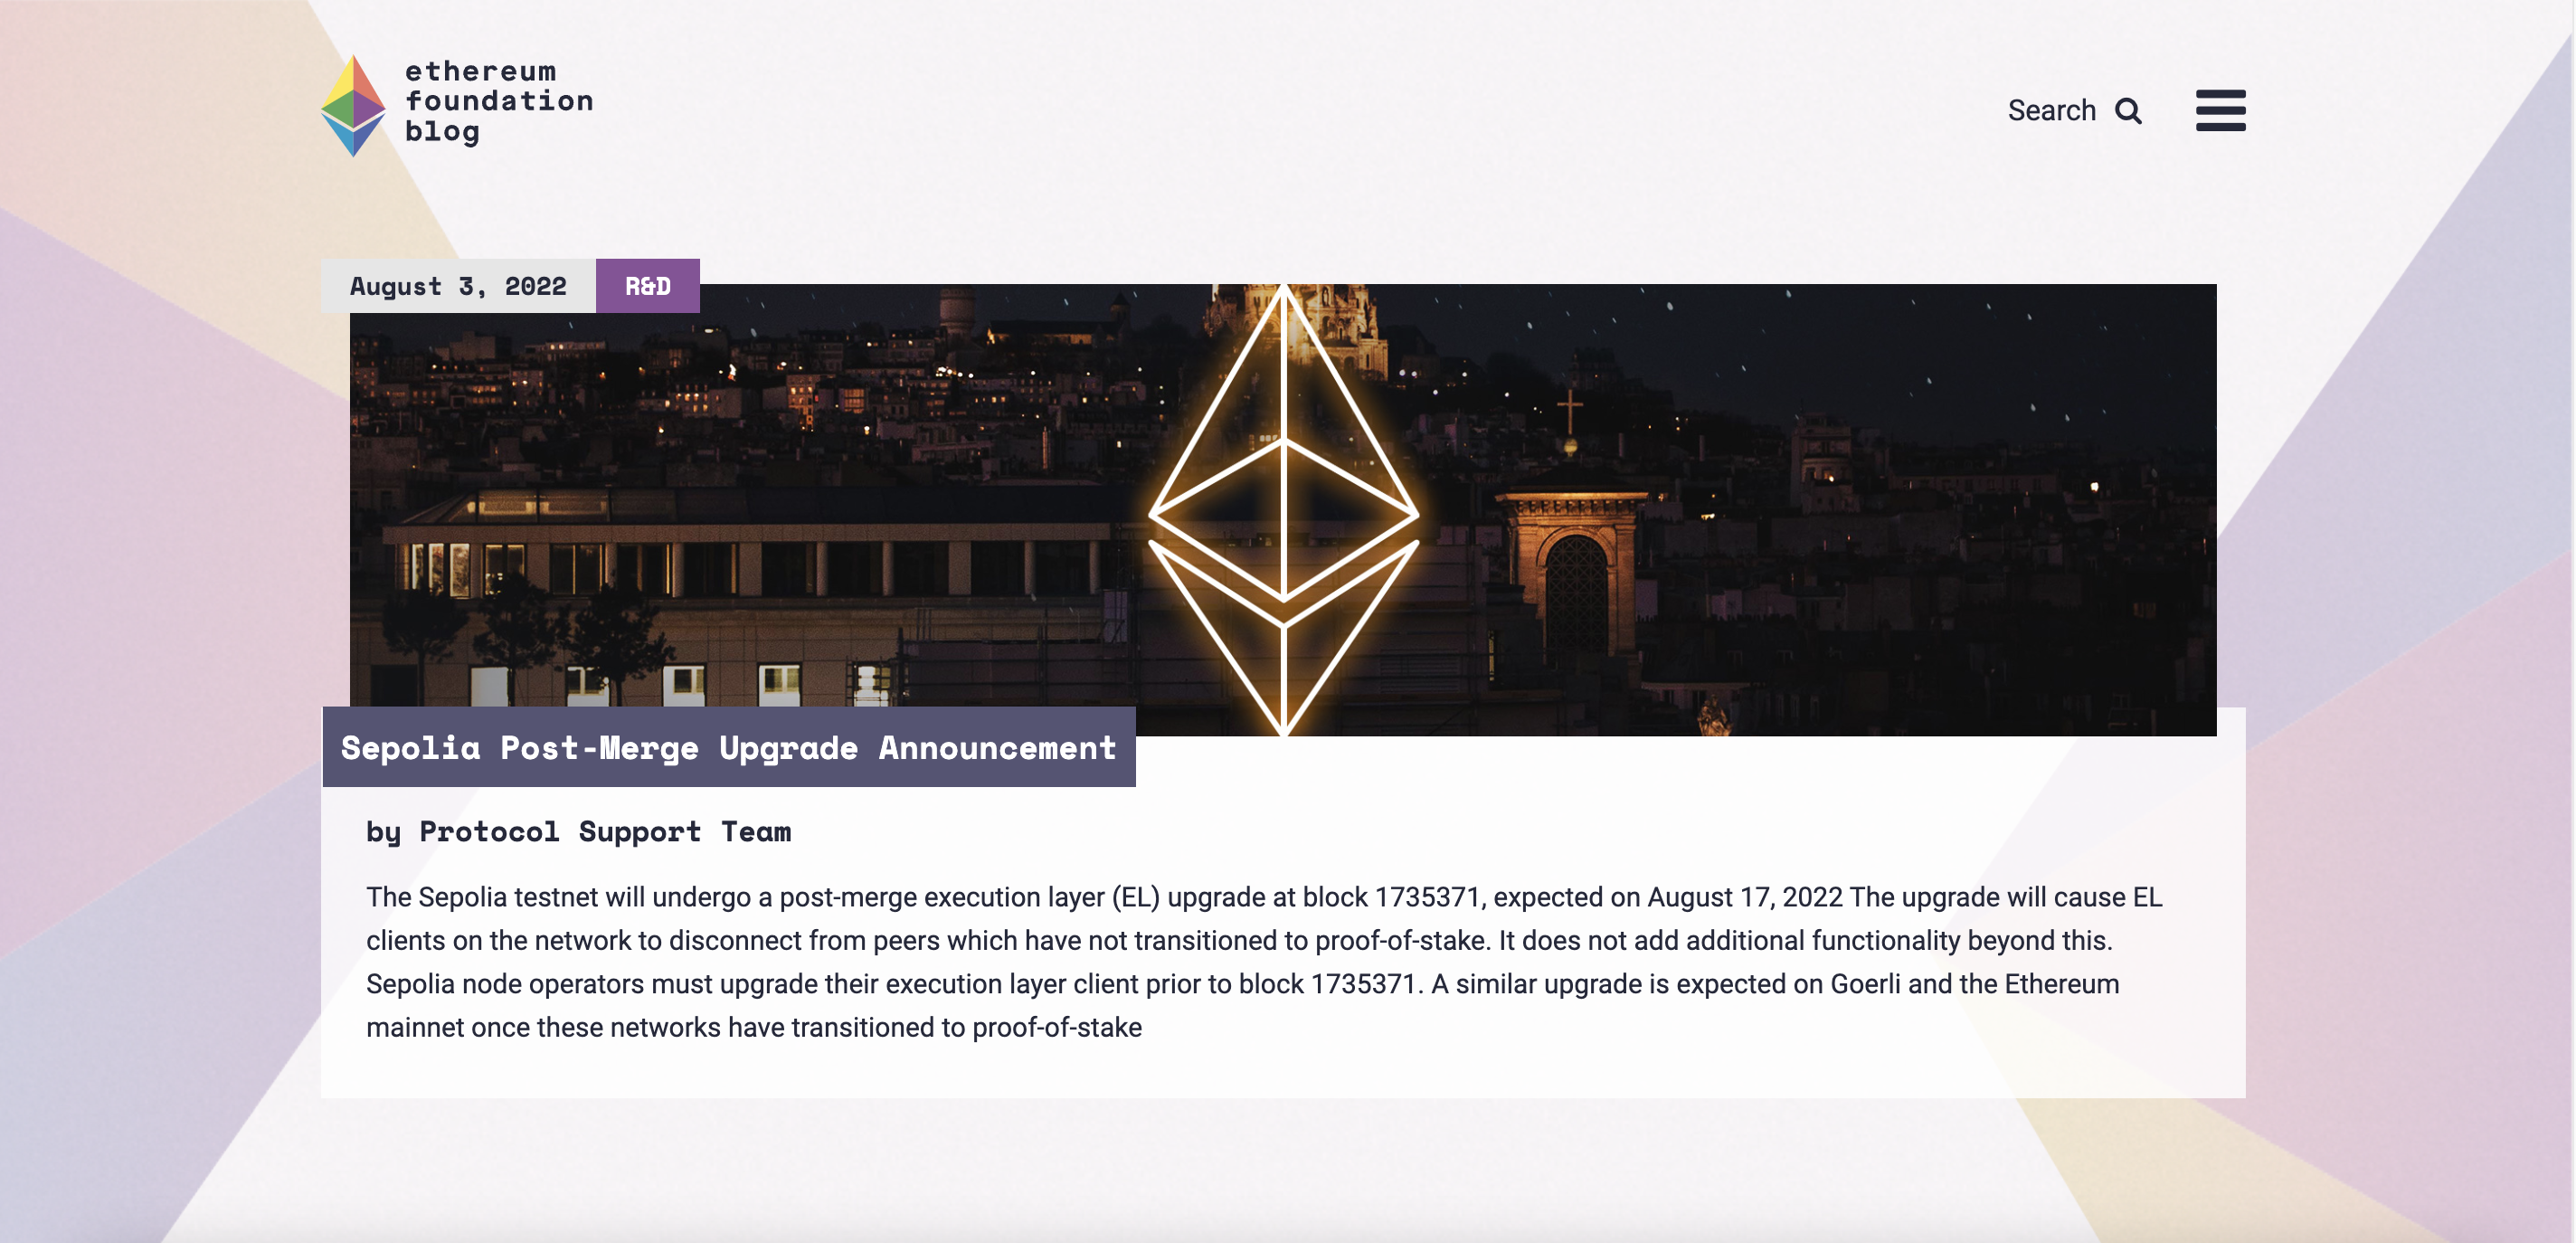 ethereum
foundation
blog
Search
August 3, 2022 R&D
Sepolia Post-Merge Upgrade Announcement
by Protocol Support Team
The Sepolia testnet will undergo a post-merge execution layer (EL) upgrade at block 1735371, expected on August 17, 2022 The upgrade will cause EL
clients on the network to disconnect from peers which have not transitioned to proof-of-stake. It does not add additional functionality beyond this.
Sepolia node operators must upgrade their execution layer client prior to block 1735371. A similar upgrade is expected on Goerli and the Ethereum
mainnet once these networks have transitioned to proof-of-stake